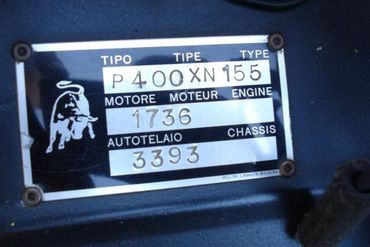 TIPO TIPE TYPE
P400XN155
MOTORE MOTEUR ENGINE
1736
AUTOTELAIO CHASSIS
3393